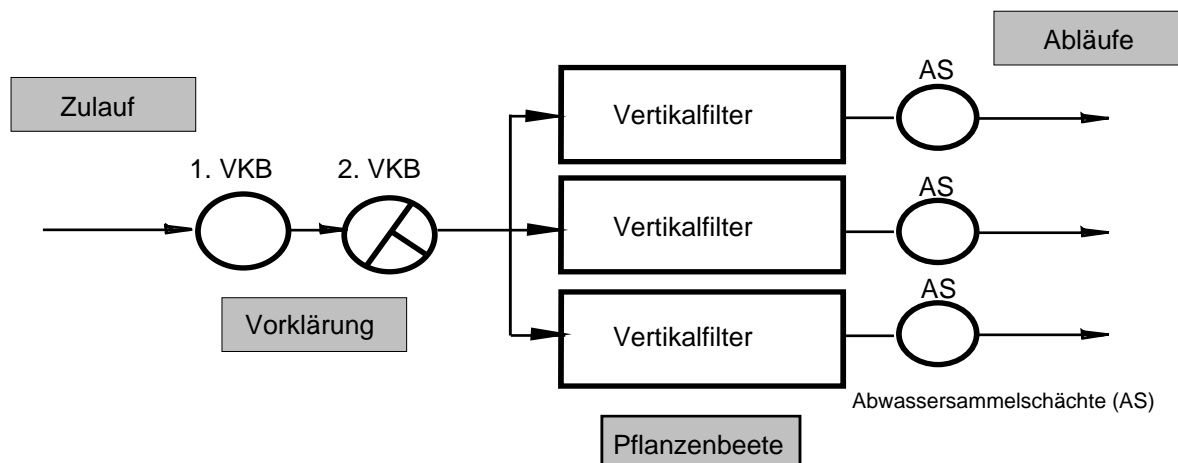 Abläufe
Zulauf
AS
Vertikalfilter
1. VKB
2. VKB
AS
Vertikalfilter
AS
Vorklärung
Vertikalfilter
Abwassersammelschächte (AS)
Pflanzenbeete